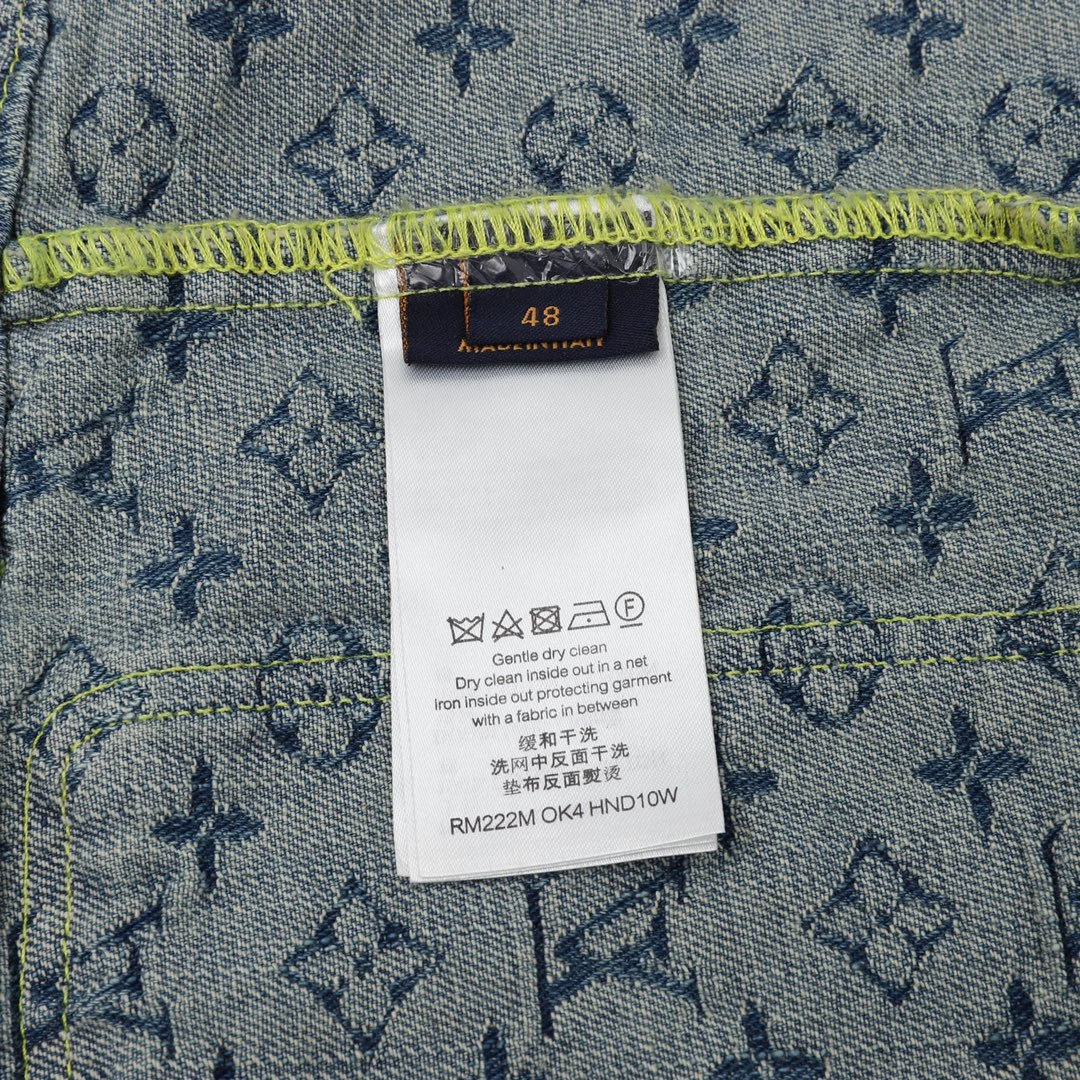 48
Gentle dry clean
Dry clean inside out in a net
iron inside out protecting garment
with a fabric in between
缓和干洗
洗网中反面干洗
垫布反面熨烫
RM222M OK4 HND10W